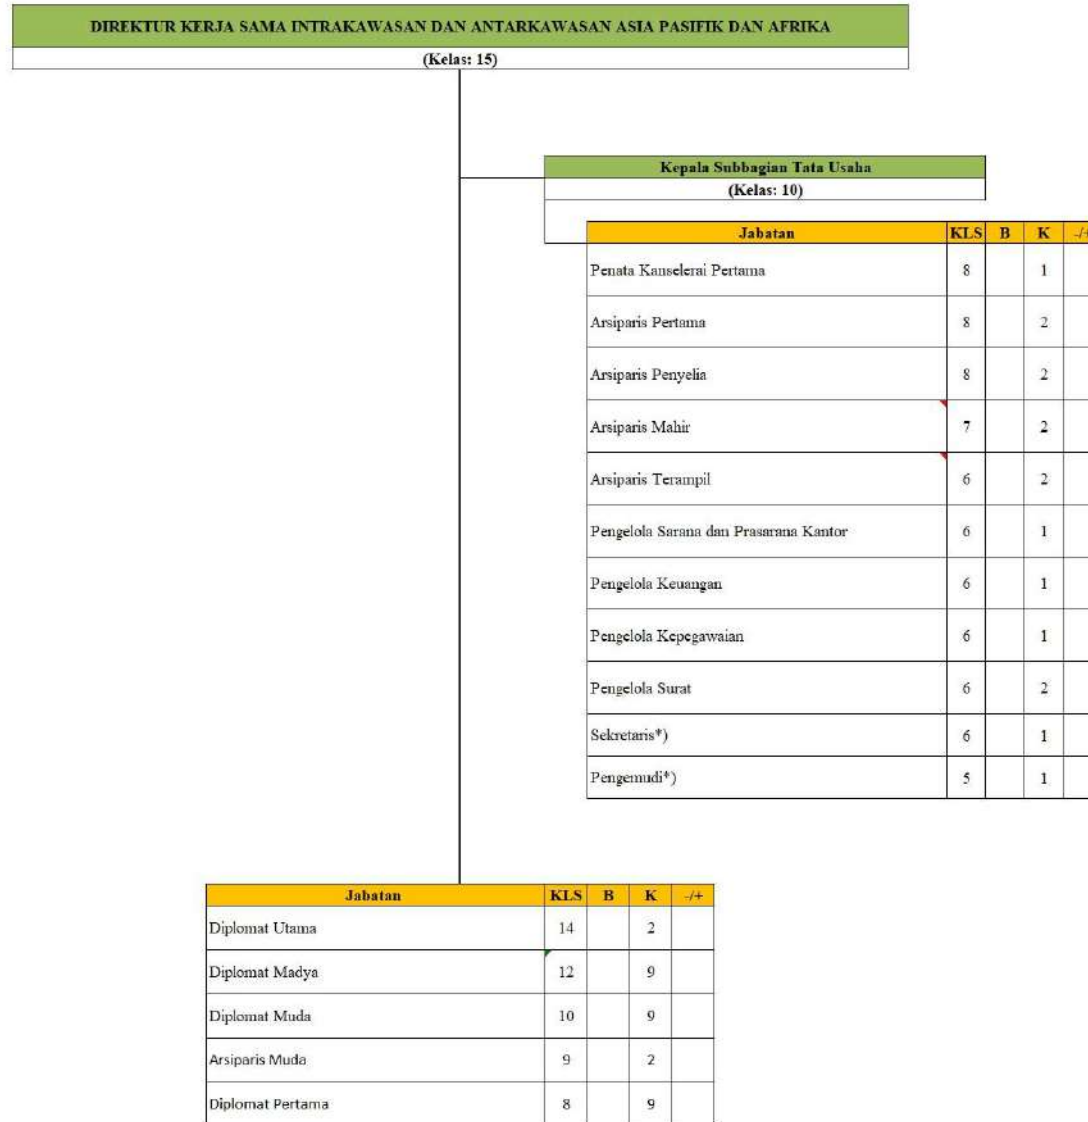 DIREKTUR KERJA SAMA INTRAKAWASAN DAN ANTARKAWASAN ASIA PASIFIK DAN AFRIKA
(Kelas: 15)
Kepala Subbagian Tata Usaha
(Kelas: 10)
Jabatan KLS B K -/+
Penata Kanselerai Pertama 8 1
Arsiparis Pertama 8 2
Arsiparis Penyelia 8 2
Arsiparis Mahir 7 2
Arsiparis Terampil 6 2
Pengelola Sarana dan Prasarana Kantor 6 1
Pengelola Keuangan 6 1
Pengelola Kepegawaian 6 1
Pengelola Surat 6 2
Sekretaris*) 6 1
Pengemudi*) 5 1
Jabatan KLS B K -/+
Diplomat Utama 14 2
Diplomat Madya 12 9
Diplomat Muda 10 9
Arsiparis Muda 9 2
Diplomat Pertama 8 9